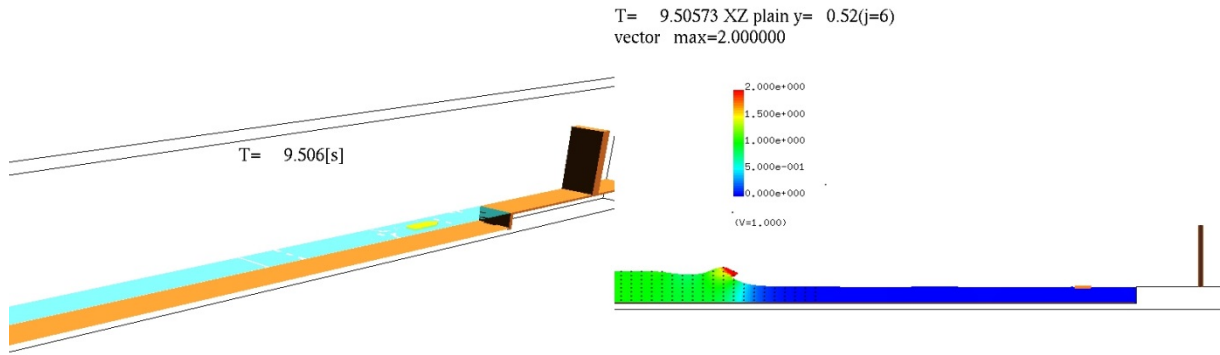 T= 9.50573 XZ plain y= 0.52(j=6)
vector max=2.000000
2.000e+000
1.500e+000
1.000e+000
5.000e-001
0.000e+000
(V=1.000)
T= 9.506[s]